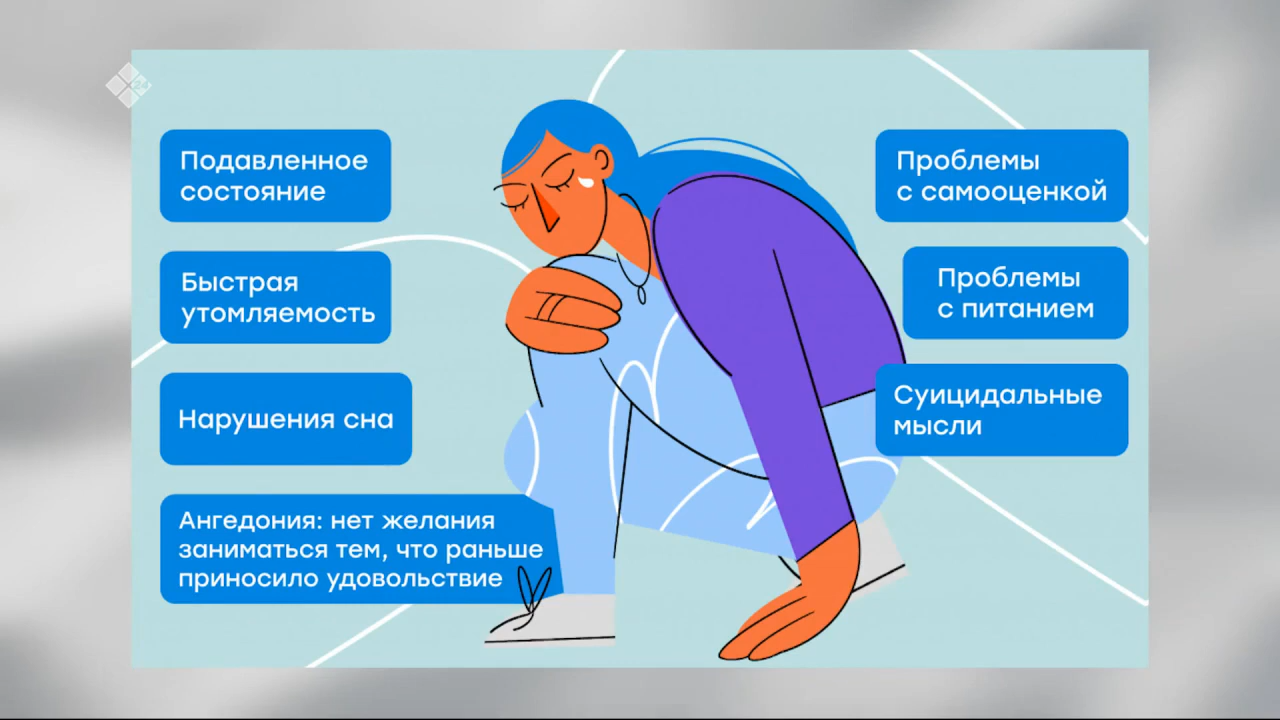 Подавленное
состояние
Быстрая
утомляемость
Нарушения сна
Ангедония: нет желания
заниматься тем, что раньше
приносило удовольствие
Проблемы
с самооценкой
Проблемы
с питанием
Суицидальные
мысли